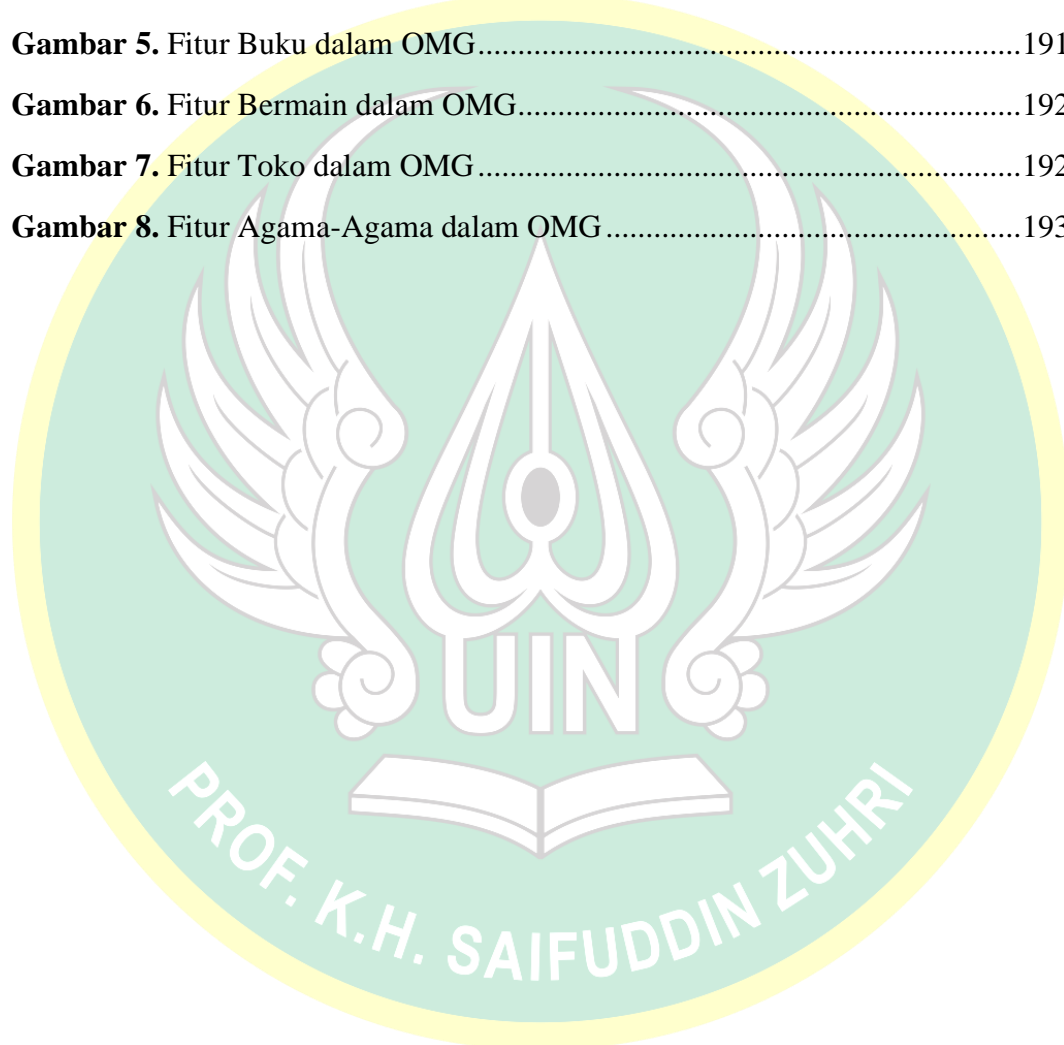 Gambar 5. Fitur Buku dalam OMG.....................................................................................191
Gambar 6. Fitur Bermain dalam OMG...............................................................................192
Gambar 7. Fitur Toko dalam OMG.....................................................................................192
Gambar 8. Fitur Agama-Agama dalam OMG.................................................................193
UIN
PROF. K.H. SAIFUDDIN ZUHRI